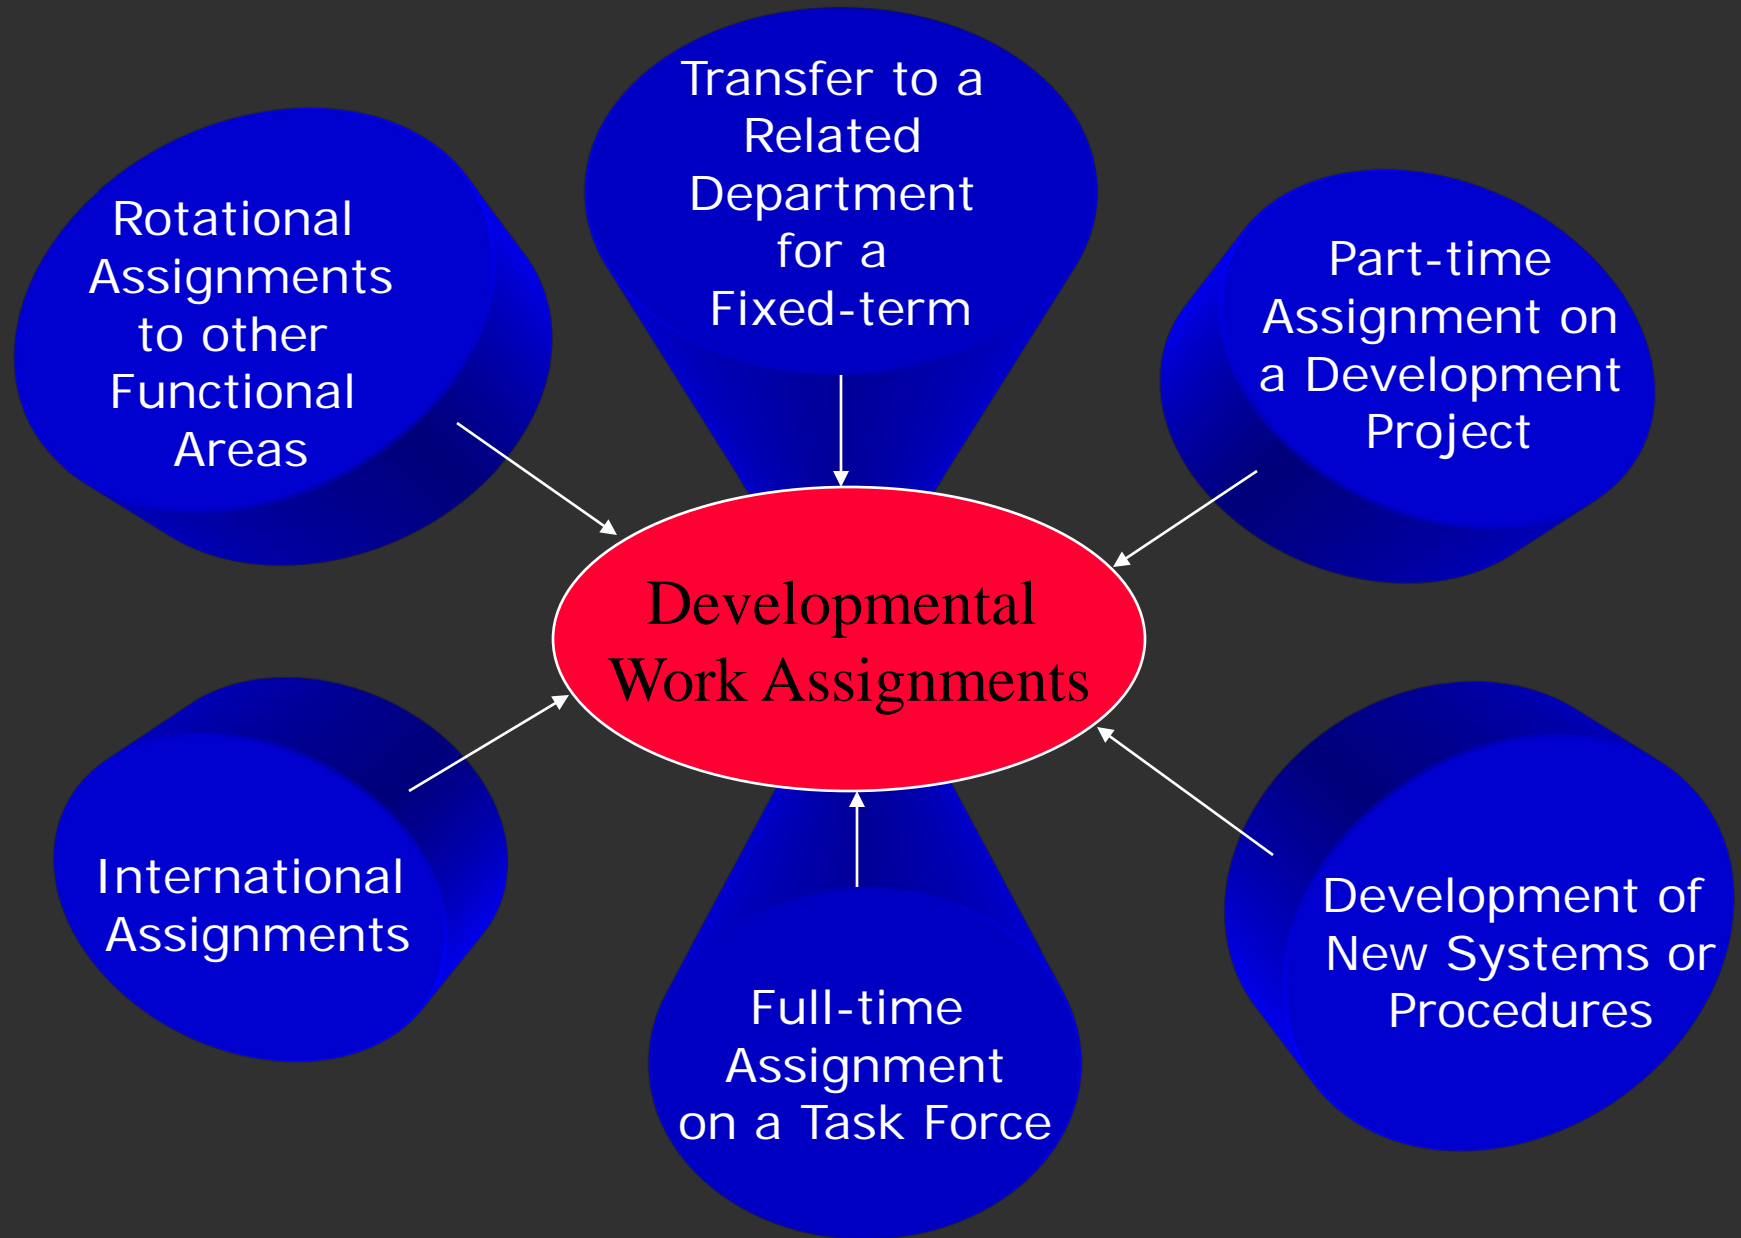 Transfer to a
Related
Department
for a
Fixed-term
Rotational
Assignments
to other
Functional
Areas
Part-time
Assignment on
a Development
Project
Developmental
Work Assignments
International
Assignments
Full-time
Assignment
on a Task Force
Development of
New Systems or
Procedures